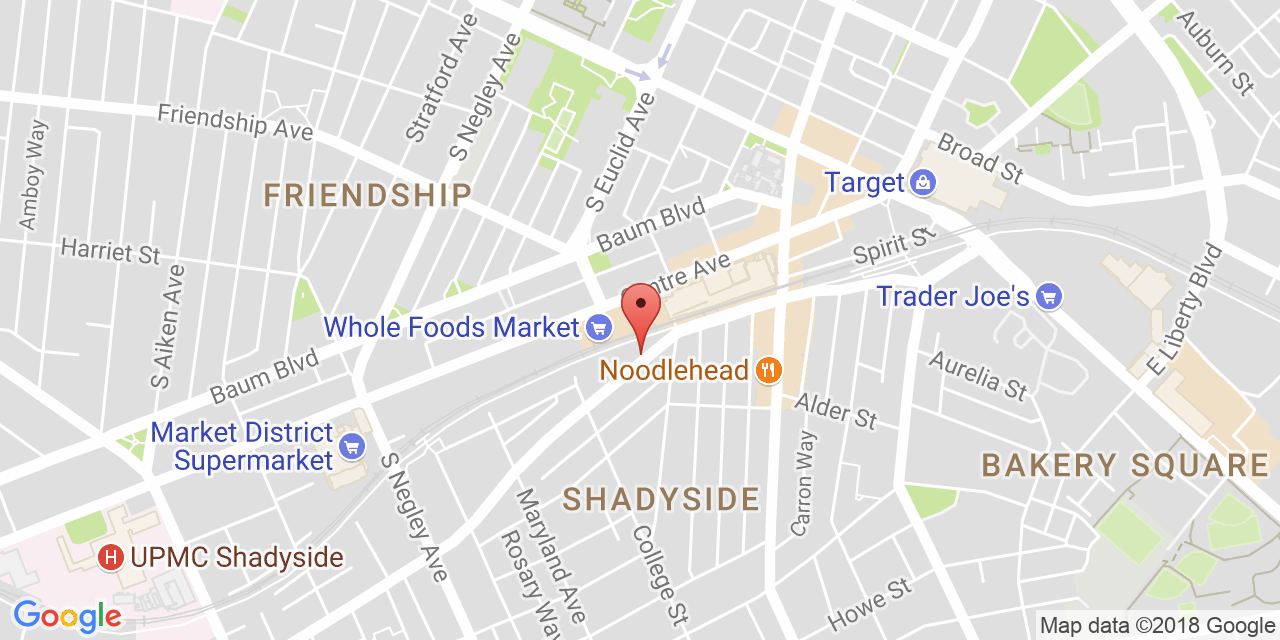 Stratford Ave
S Negley Ave
Auburn St
Friendship Ave
S Euclid Ave
Amboy Way
Broad St
FRIENDSHIP
Target
Baum Blvd
Harriet St
Spirit St
S Aiken Ave
Centre Ave
Trader Joe's
E Liberty Blvd
Whole Foods Market
Noodlehead
Baum Blvd
Aurelia St
Alder St
Market District
Supermarket
S Negley Ave
Carron Way
BAKERY SQUARE
SHADYSIDE
Maryland Ave
Rosary Way
College St
H UPMC Shadyside
Howe St
Google
Map data ©2018 Google